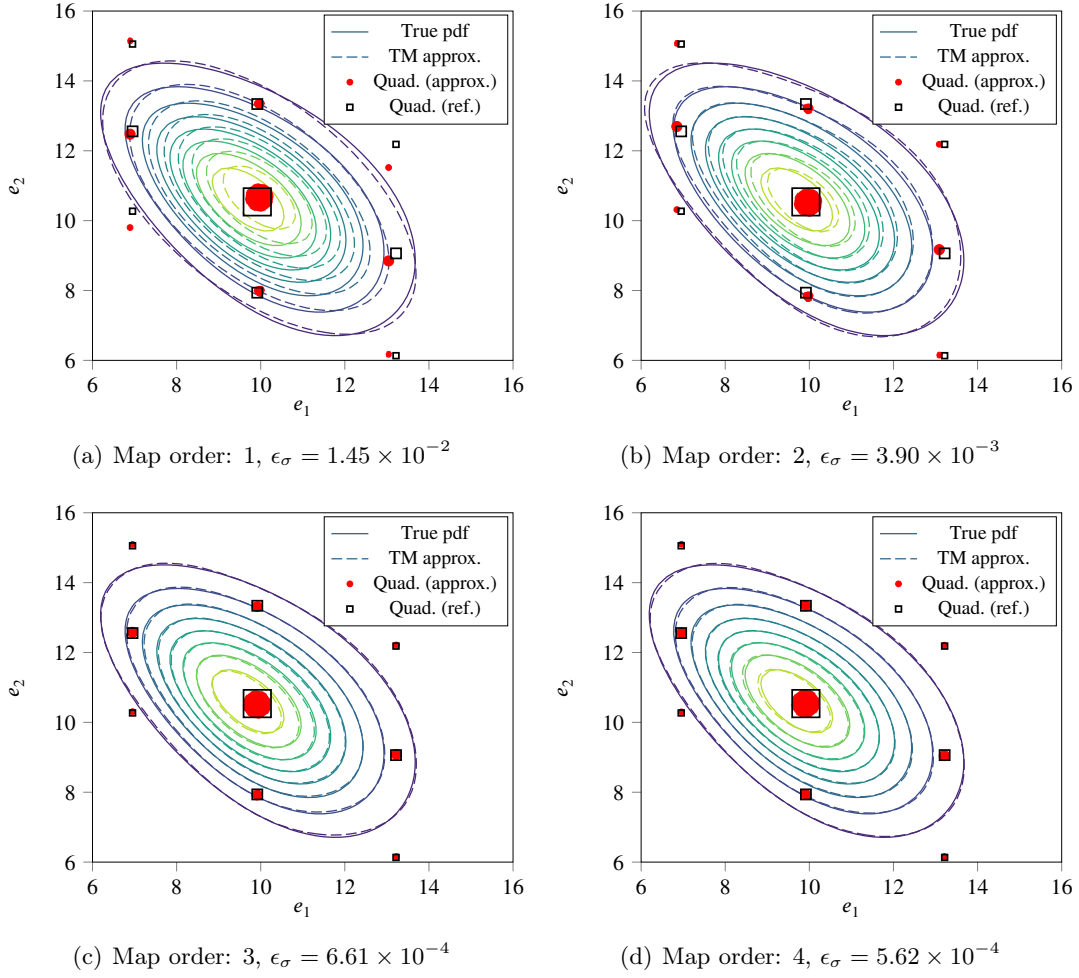 16
14
12
10
8
6
e₂
6 8 10 12 14 16
e₁
True pdf
TM approx.
Quad. (approx.)
Quad. (ref.)
(a) Map order: 1, ϵσ = 1.45 × 10⁻²
16
14
12
10
8
6
e₂
6 8 10 12 14 16
e₁
True pdf
TM approx.
Quad. (approx.)
Quad. (ref.)
(b) Map order: 2, ϵσ = 3.90 × 10⁻³
16
14
12
10
8
6
e₂
6 8 10 12 14 16
e₁
True pdf
TM approx.
Quad. (approx.)
Quad. (ref.)
(c) Map order: 3, ϵσ = 6.61 × 10⁻⁴
16
14
12
10
8
6
e₂
6 8 10 12 14 16
e₁
True pdf
TM approx.
Quad. (approx.)
Quad. (ref.)
(d) Map order: 4, ϵσ = 5.62 × 10⁻⁴